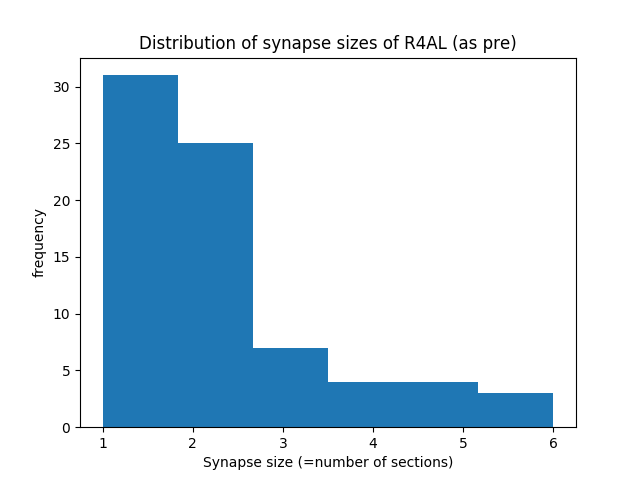 Distribution of synapse sizes of R4AL (as pre)
30
25
20
15
10
5
0
frequency
1 2 3 4 5 6
Synapse size (=number of sections)